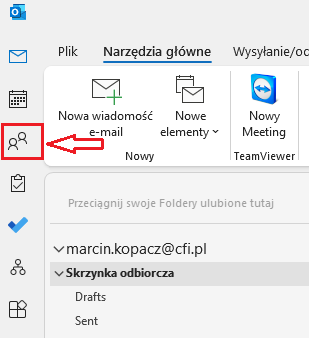 Plik Narzędzia główne Wysyłanie/od
Nowa wiadomość e-mail
Nowe elementy
Nowy Meeting
Nowy
TeamViewer
Przeciągnij swoje Foldery ulubione tutaj
marcin.kopacz@cfi.pl
Skrzynka odbiorcza
Drafts
Sent